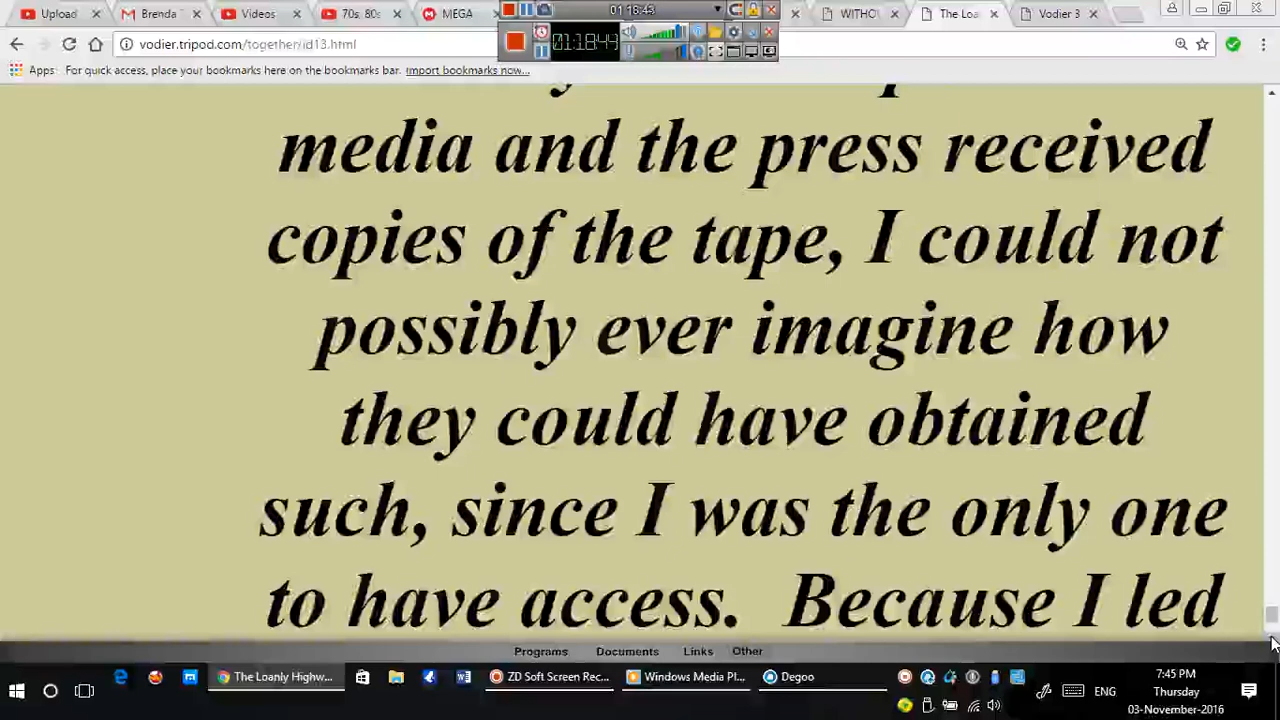 Upload
Brenda T
Videos
70s, 80s
MEGA
01:18:43
WITHOU
The Loa
Vodier 3
vodier.tripod.com/together/id13.html
01:18:44
Apps
For quick access, place your bookmarks here on the bookmarks bar.
Import bookmarks now...
media and the press received
copies of the tape, I could not
possibly ever imagine how
they could have obtained
such, since I was the only one
to have access. Because I led
Programs
Documents
Links
Other
The Loanly Highw...
ZD Soft Screen Rec...
Windows Media Pl...
Degoo
ENG
7:45 PM
Thursday
03-November-2016